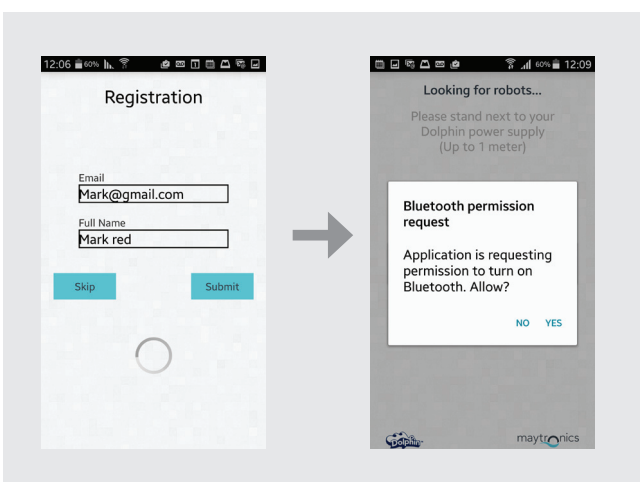 12:06 60%
Registration
Email
Mark@gmail.com
Full Name
Mark red
Skip Submit
60% 12:09
Looking for robots...
Please stand next to your
Dolphin power supply
(Up to 1 meter)
Bluetooth permission
request
Application is requesting
permission to turn on
Bluetooth. Allow?
NO YES
Dolphin maytronics